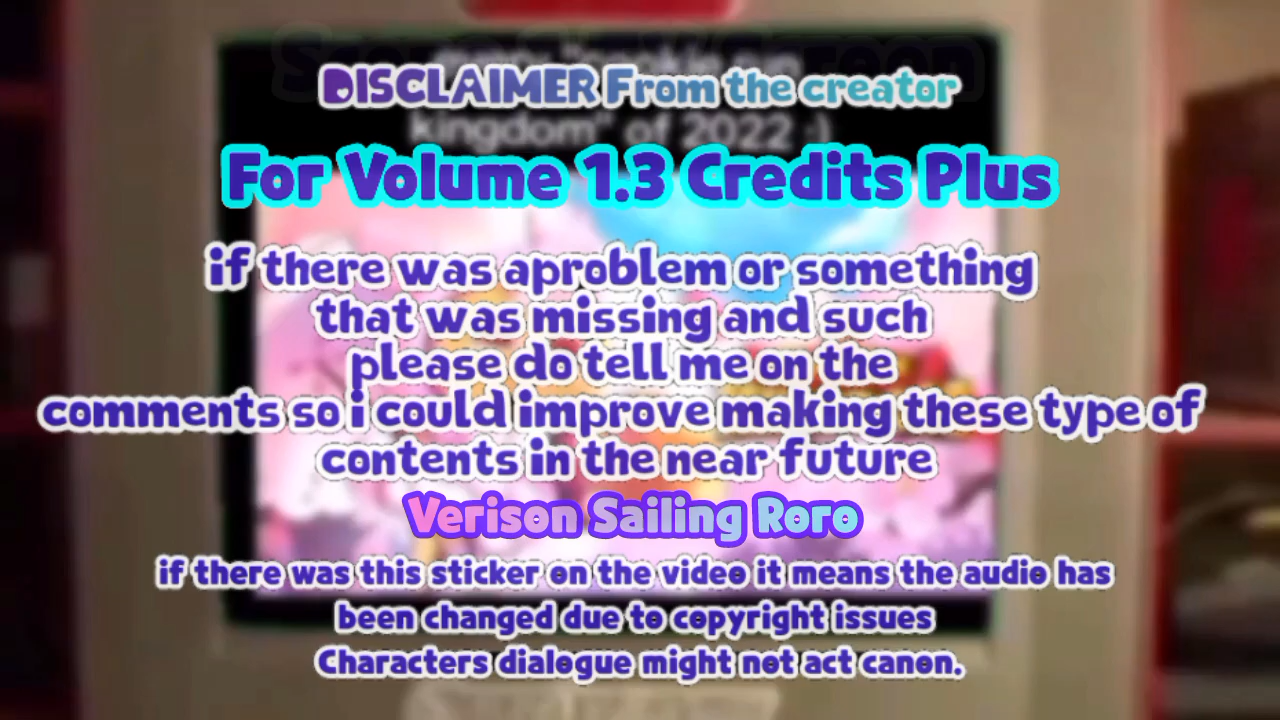 DISCLAIMER From the creator
kingdom" of 2022 :)
For Volume 1.3 Credits Plus
if there was aproblem or something
that was missing and such
please do tell me on the
comments so i could improve making these type of
contents in the near future
Verison Sailing Roro
if there was this sticker on the video it means the audio has
been changed due to copyright issues
Characters dialogue might not act canon.